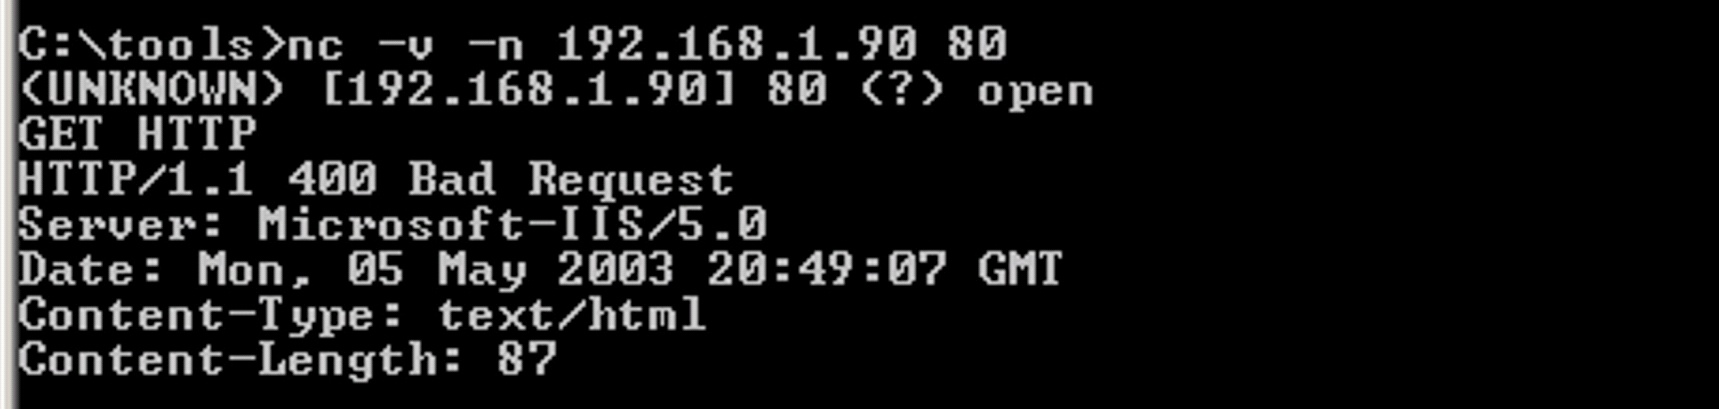 C:\tools>nc -v -n 192.168.1.90 80
(UNKNOWN) [192.168.1.90] 80 (?) open
GET HTTP
HTTP/1.1 400 Bad Request
Server: Microsoft-IIS/5.0
Date: Mon, 05 May 2003 20:49:07 GMT
Content-Type: text/html
Content-Length: 87